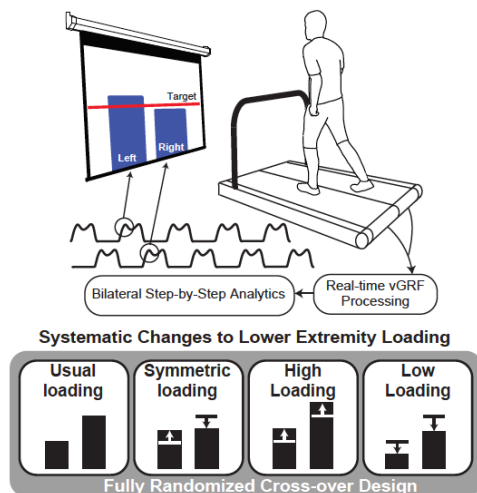 Target
Left
Right
Bilateral Step-by-Step Analytics
Real-time vGRF
Processing
Systematic Changes to Lower Extremity Loading
Usual
loading
Symmetric
loading
High
Loading
Low
Loading
Fully Randomized Cross-over Design